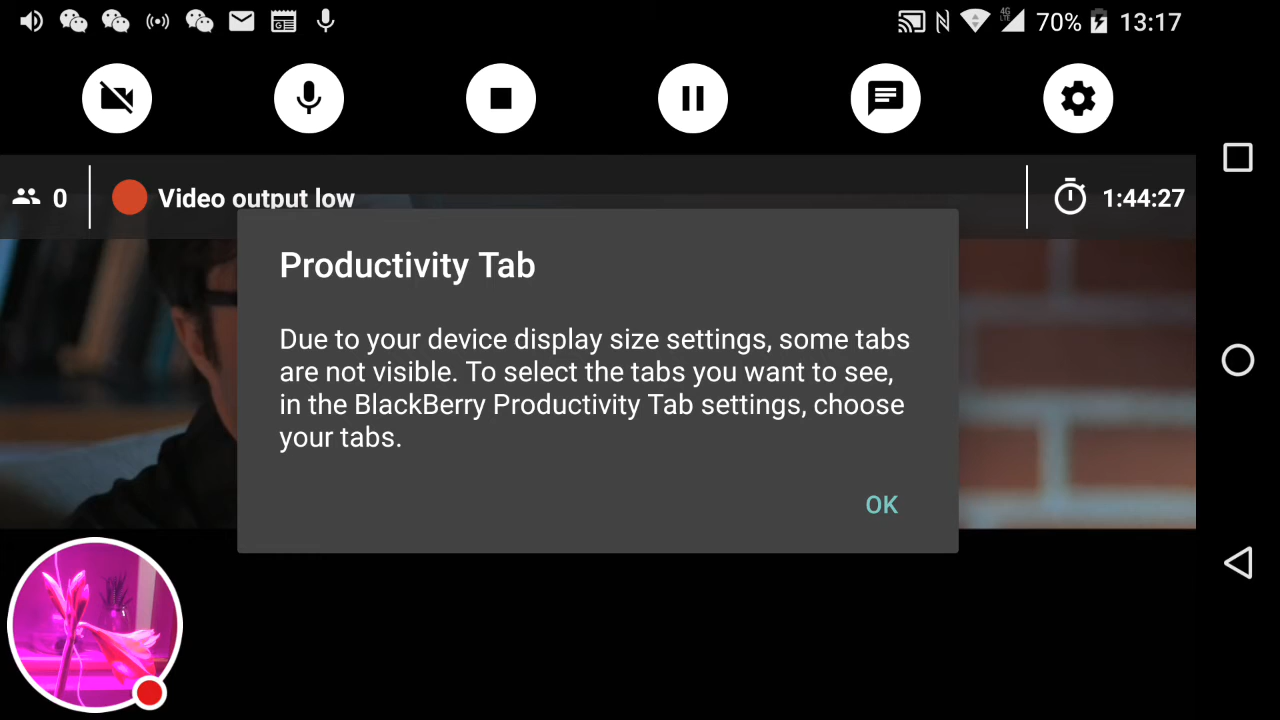 4G
LTE
70%
13:17
0
Video output low
1:44:27
Productivity Tab
Due to your device display size settings, some tabs
are not visible. To select the tabs you want to see,
in the BlackBerry Productivity Tab settings, choose
your tabs.
OK